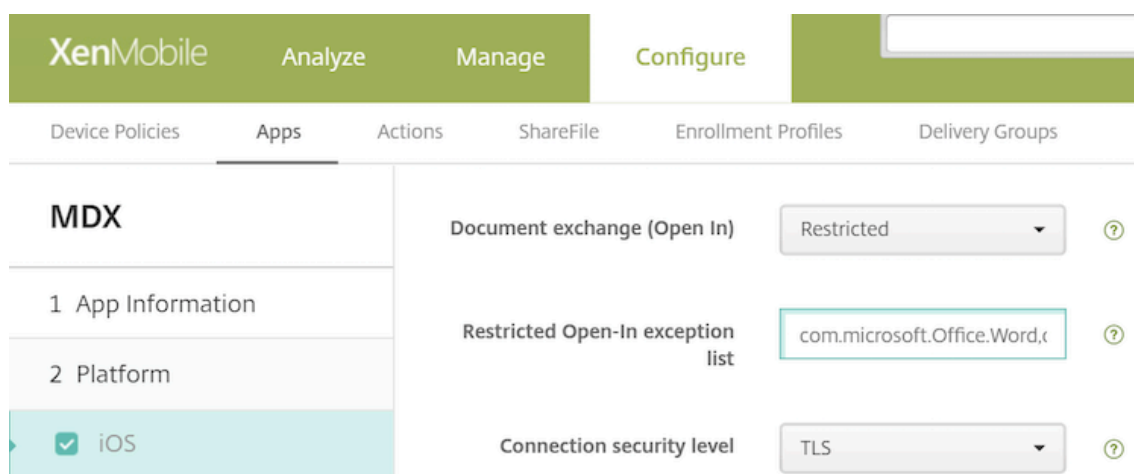 XenMobile Analyze Manage Configure
Device Policies Apps Actions ShareFile Enrollment Profiles Delivery Groups
MDX
1 App Information
2 Platform
iOS
Document exchange (Open In) Restricted ?
Restricted Open-In exception
list
com.microsoft.Office.Word,c ?
Connection security level TLS ?